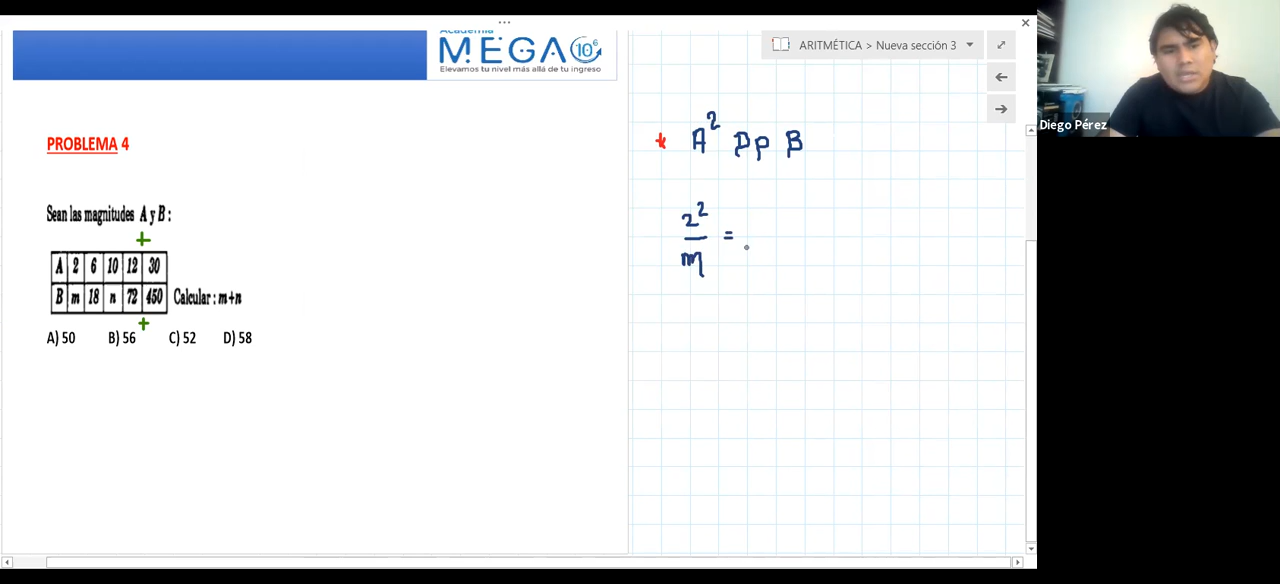 Academia
MEGA 10⁶
Elevamos tu nivel más allá de tu ingreso
PROBLEMA 4
Sean las magnitudes A y B :
+
A 2 6 10 12 30
B m 18 n 72 450
Calcular : m+n
+
A) 50 B) 56 C) 52 D) 58
ARITMÉTICA > Nueva sección 3
* A² Dp B
2²/m =
Diego Pérez